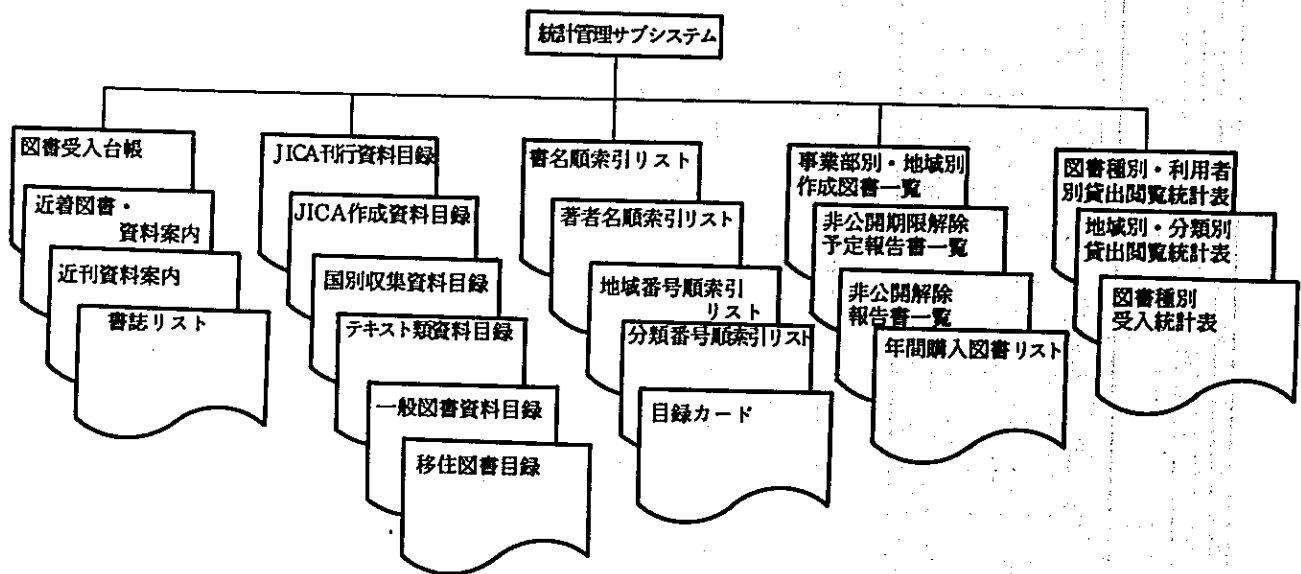 統計管理サブシステム
図書受入台帳
近着図書・
資料案内
近刊資料案内
書誌リスト
JICA刊行資料目録
JICA作成資料目録
国別収集資料目録
テキスト類資料目録
一般図書資料目録
移住図書目録
書名順索引リスト
著者名順索引リスト
地域番号順索引
リスト
分類番号順索引リスト
目録カード
事業部別・地域別
作成図書一覧
非公開期限解除
予定報告書一覧
非公開解除
報告書一覧
年間購入図書リスト
図書種別・利用者
別貸出閲覧統計表
地域別・分類別
貸出閲覧統計表
図書種別
受入統計表